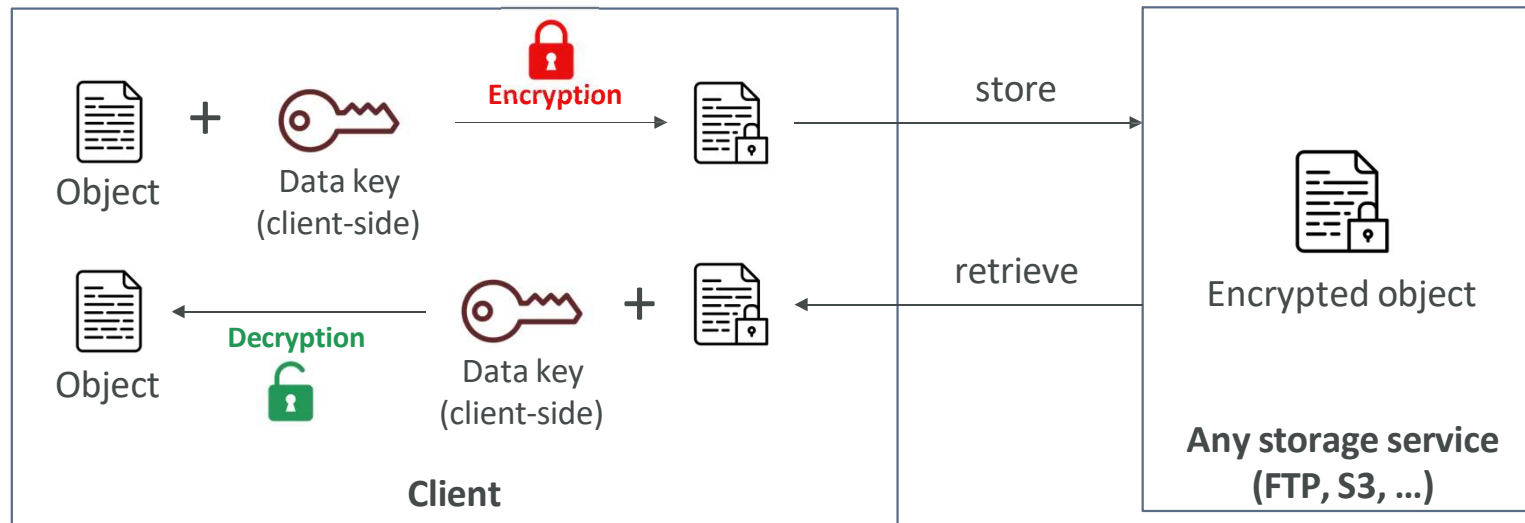 Encryption
store
+
Object
Data key
(client-side)
retrieve
+
Decryption
Object
Data key
(client-side)
Encrypted object
Client
Any storage service
(FTP, S3, …)